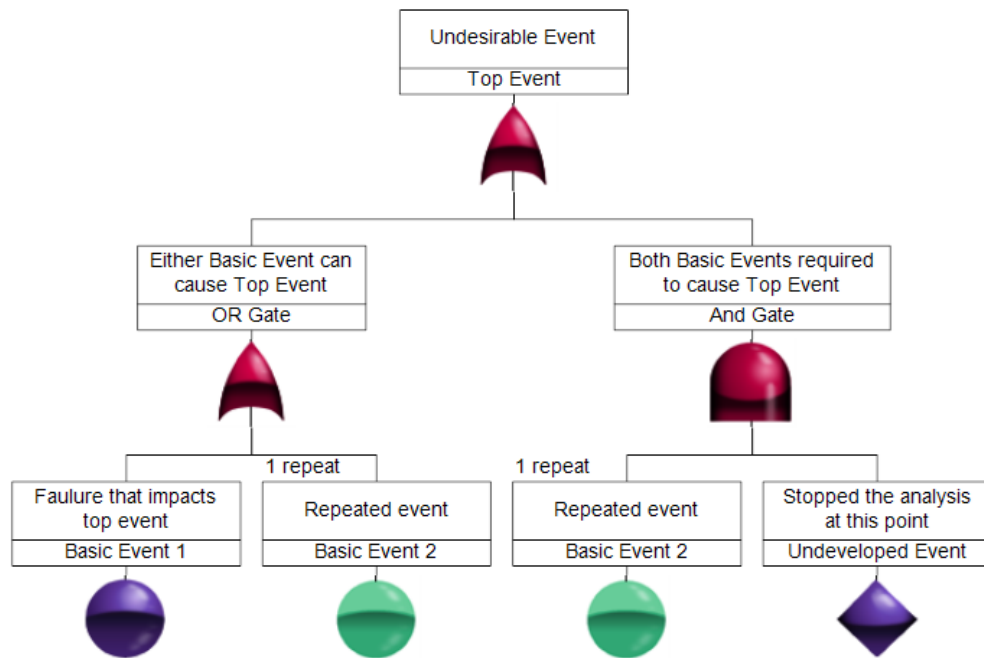 Undesirable Event
Top Event
Either Basic Event can
cause Top Event
OR Gate
Both Basic Events required
to cause Top Event
And Gate
1 repeat
1 repeat
Faulure that impacts
top event
Basic Event 1
Repeated event
Basic Event 2
Repeated event
Basic Event 2
Stopped the analysis
at this point
Undeveloped Event